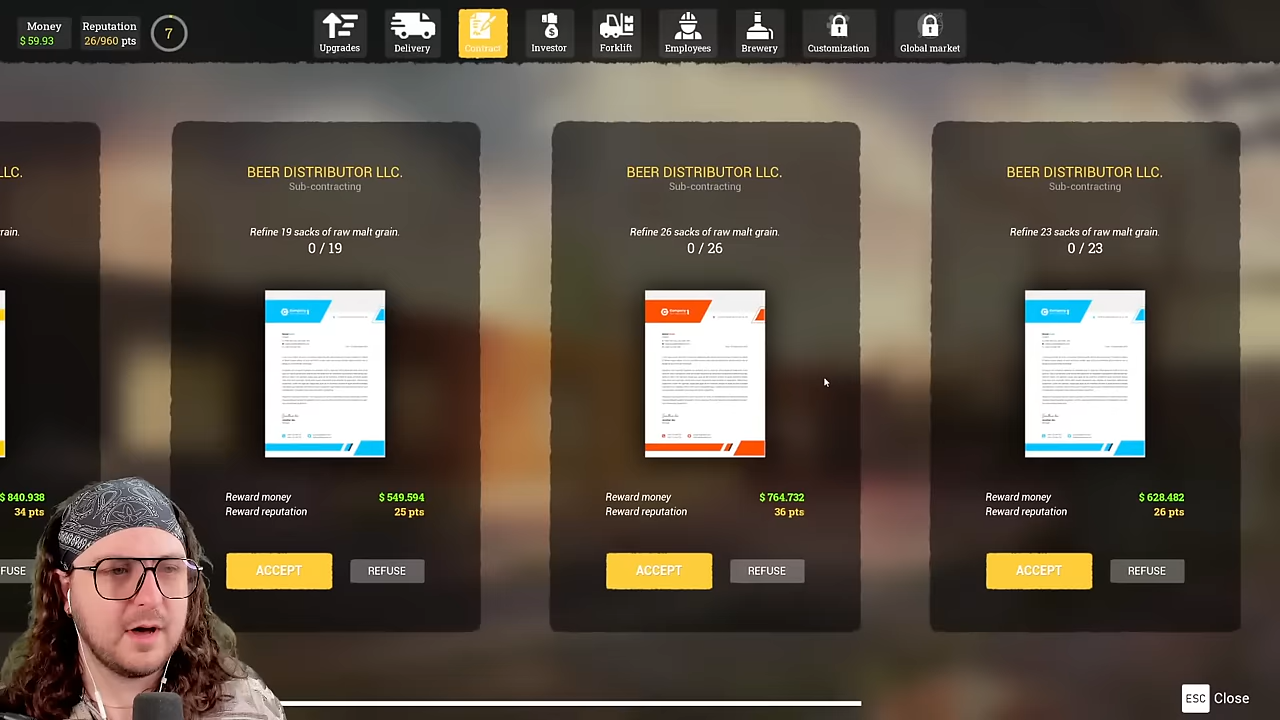 Money
$ 59.93
Reputation
26/960 pts
7
Upgrades
Delivery
Contract
Investor
Forklift
Employees
Brewery
Customization
Global market
LLC.
BEER DISTRIBUTOR LLC.
Sub-contracting
BEER DISTRIBUTOR LLC.
Sub-contracting
BEER DISTRIBUTOR LLC.
Sub-contracting
Refine 19 sacks of raw malt grain.
0 / 19
Refine 26 sacks of raw malt grain.
0 / 26
Refine 23 sacks of raw malt grain.
0 / 23
$ 840.938
34 pts
Reward money $ 549.594
Reward reputation 25 pts
Reward money $ 764.732
Reward reputation 36 pts
Reward money $ 628.482
Reward reputation 26 pts
FUSE
ACCEPT
REFUSE
ACCEPT
REFUSE
ACCEPT
REFUSE
ESC Close